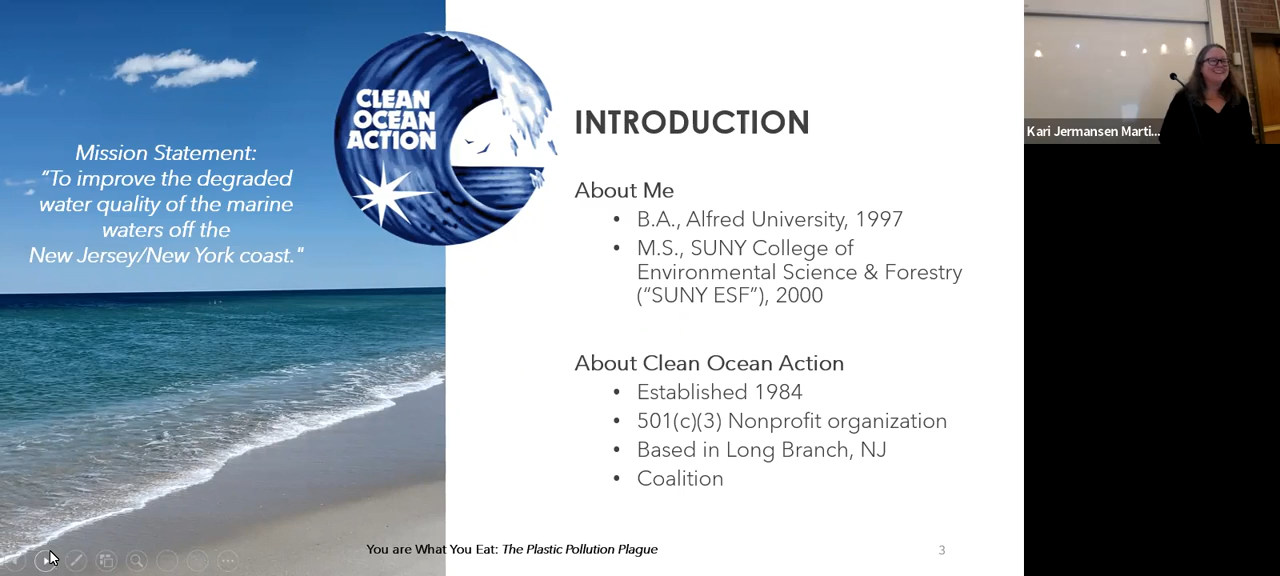 Mission Statement:
“To improve the degraded
water quality of the marine
waters off the
New Jersey/New York coast."
CLEAN
OCEAN
ACTION
INTRODUCTION
About Me
• B.A., Alfred University, 1997
• M.S., SUNY College of
Environmental Science & Forestry
(“SUNY ESF”), 2000
About Clean Ocean Action
• Established 1984
• 501(c)(3) Nonprofit organization
• Based in Long Branch, NJ
• Coalition
You are What You Eat: The Plastic Pollution Plague
3
Kari Jermansen Marti...